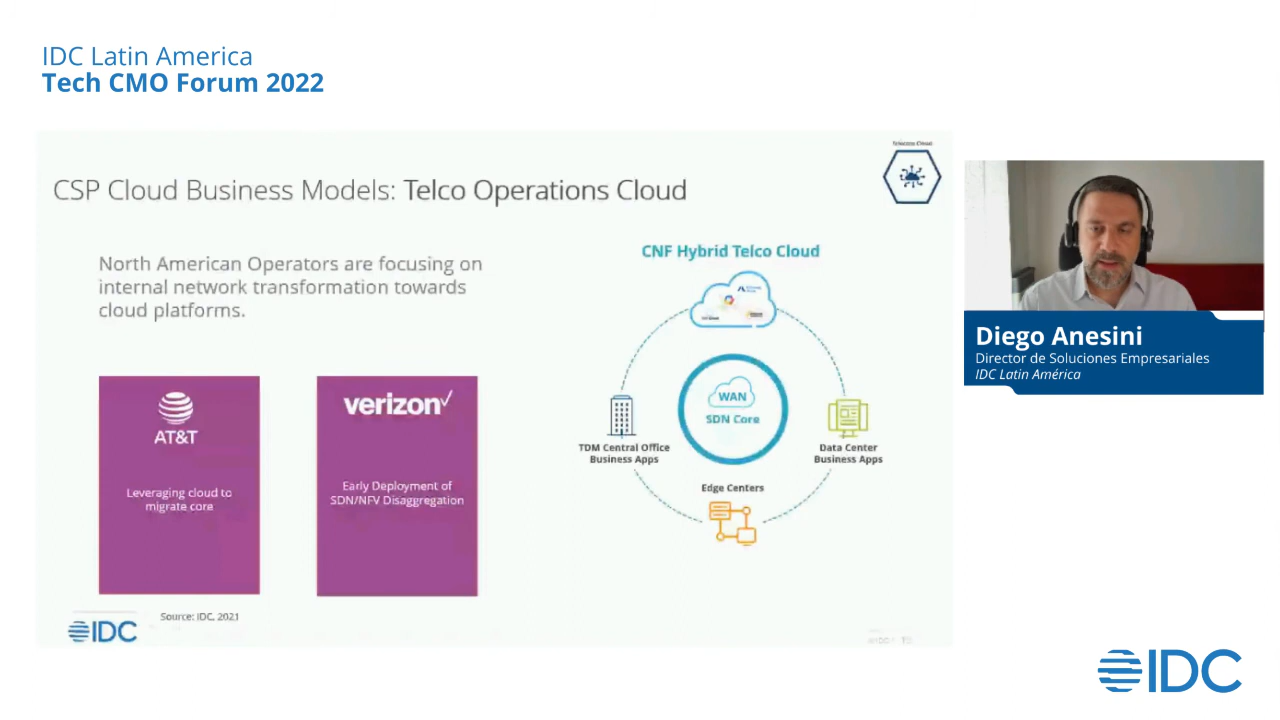 IDC Latin America
Tech CMO Forum 2022
CSP Cloud Business Models: Telco Operations Cloud
North American Operators are focusing on
internal network transformation towards
cloud platforms.
AT&T
Leveraging cloud to
migrate core
verizon
Early Deployment of
SDN/NFV Disaggregation
Source: IDC, 2021
IDC
CNF Hybrid Telco Cloud
WAN
SDN Core
TDM Central Office
Business Apps
Data Center
Business Apps
Edge Centers
Diego Anesini
Director de Soluciones Empresariales
IDC Latin América
IDC